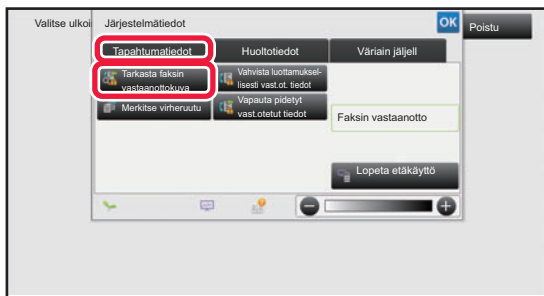 Valitse ulkoi
Järjestelmätiedot
OK
Poistu
Tapahtumatiedot
Huoltotiedot
Väriain jäljell
Tarkasta faksin
vastaanottokuva
Vahvista luottamuksel-
lisesti vast.ot. tiedot
Merkitse virheruutu
Vapauta pidetyt
vast.otetut tiedot
Faksin vastaanotto
Lopeta etäkäyttö